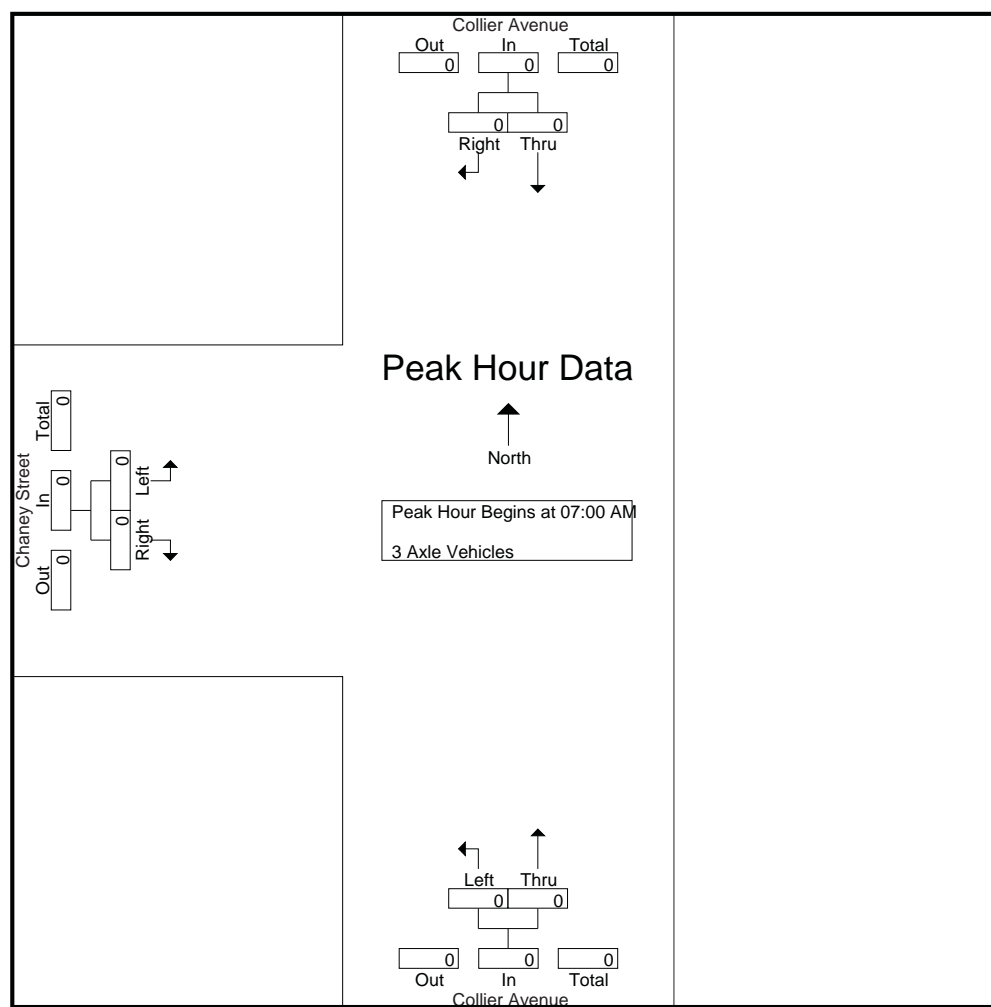 Collier Avenue
Out In Total
0 0 0
0 0
Right Thru
Peak Hour Data
North
Peak Hour Begins at 07:00 AM
3 Axle Vehicles
Chaney Street
Out In Total
0 0 0
Right Left
0 0
Left Thru
0 0
0 0 0
Out In Total
Collier Avenue